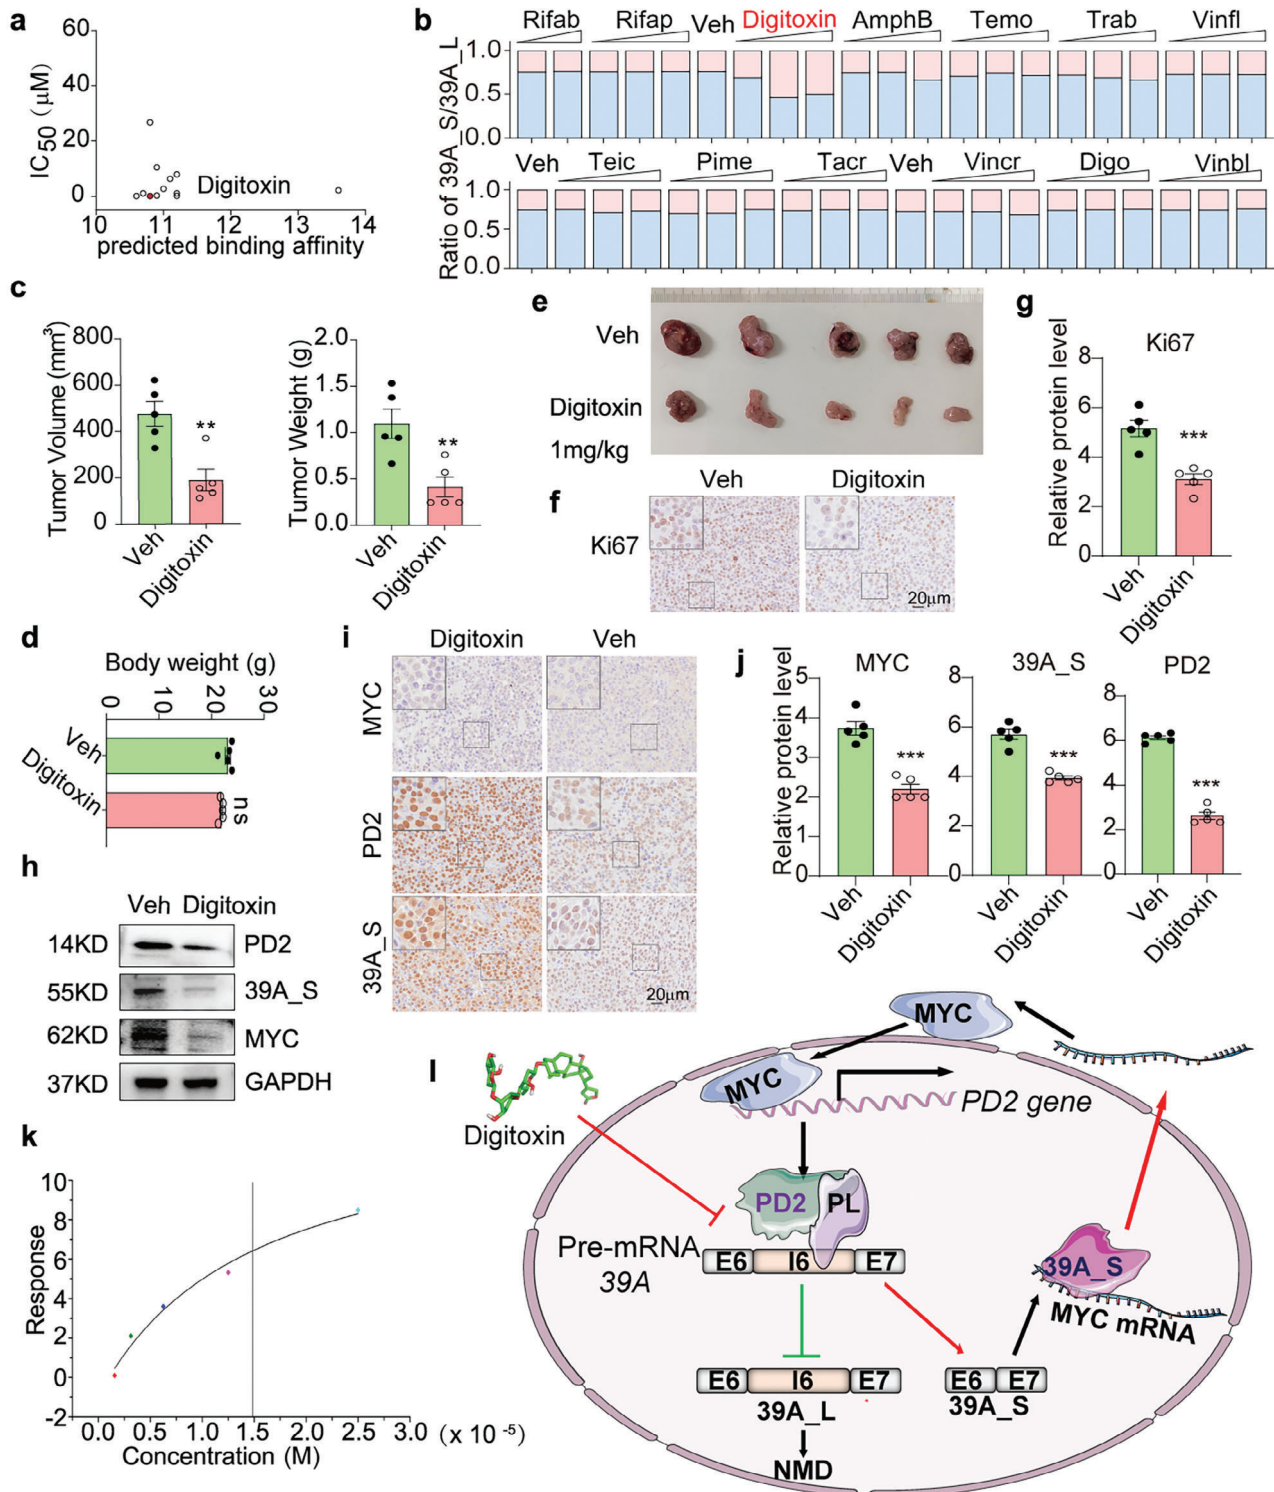 a
60
40
20
0
IC50 (μM)
Digitoxin
10 11 12 13 14
predicted binding affinity
b
Rifab Rifap Veh Digitoxin AmphB Temo Trab Vinfl
1.0
0.5
0.0
Veh Teic Pime Tacr Veh Vincr Digo Vinbl
1.0
0.5
0.0
Ratio of 39A_S/39A_L
c
Tumor Volume (mm3)
800
600
400
200
0
**
Veh
Digitoxin
Tumor Weight (g)
2.0
1.5
1.0
0.5
0.0
**
Veh
Digitoxin
e
Veh
Digitoxin
1mg/kg
f
Veh Digitoxin
Ki67
20μm
g
Ki67
Relative protein level
8
6
4
2
0
***
Veh
Digitoxin
d
Body weight (g)
0 10 20 30
Veh
Digitoxin
ns
i
Digitoxin Veh
MYC
PD2
39A_S
20μm
j
Relative protein level
MYC
5
4
3
2
1
0
***
Veh
Digitoxin
39A_S
8
6
4
2
0
***
Veh
Digitoxin
PD2
8
6
4
2
0
***
Veh
Digitoxin
h
Veh Digitoxin
14KD PD2
55KD 39A_S
62KD MYC
37KD GAPDH
k
Response
10
8
6
4
2
0
-2
0.0 0.5 1.0 1.5 2.0 2.5 3.0 (x 10 -5)
Concentration (M)
l
MYC
MYC
PD2 gene
Digitoxin
PD2 PL
Pre-mRNA
39A
E6 I6 E7
39A_S
MYC mRNA
E6 I6 E7
39A_L
NMD
E6 E7
39A_S